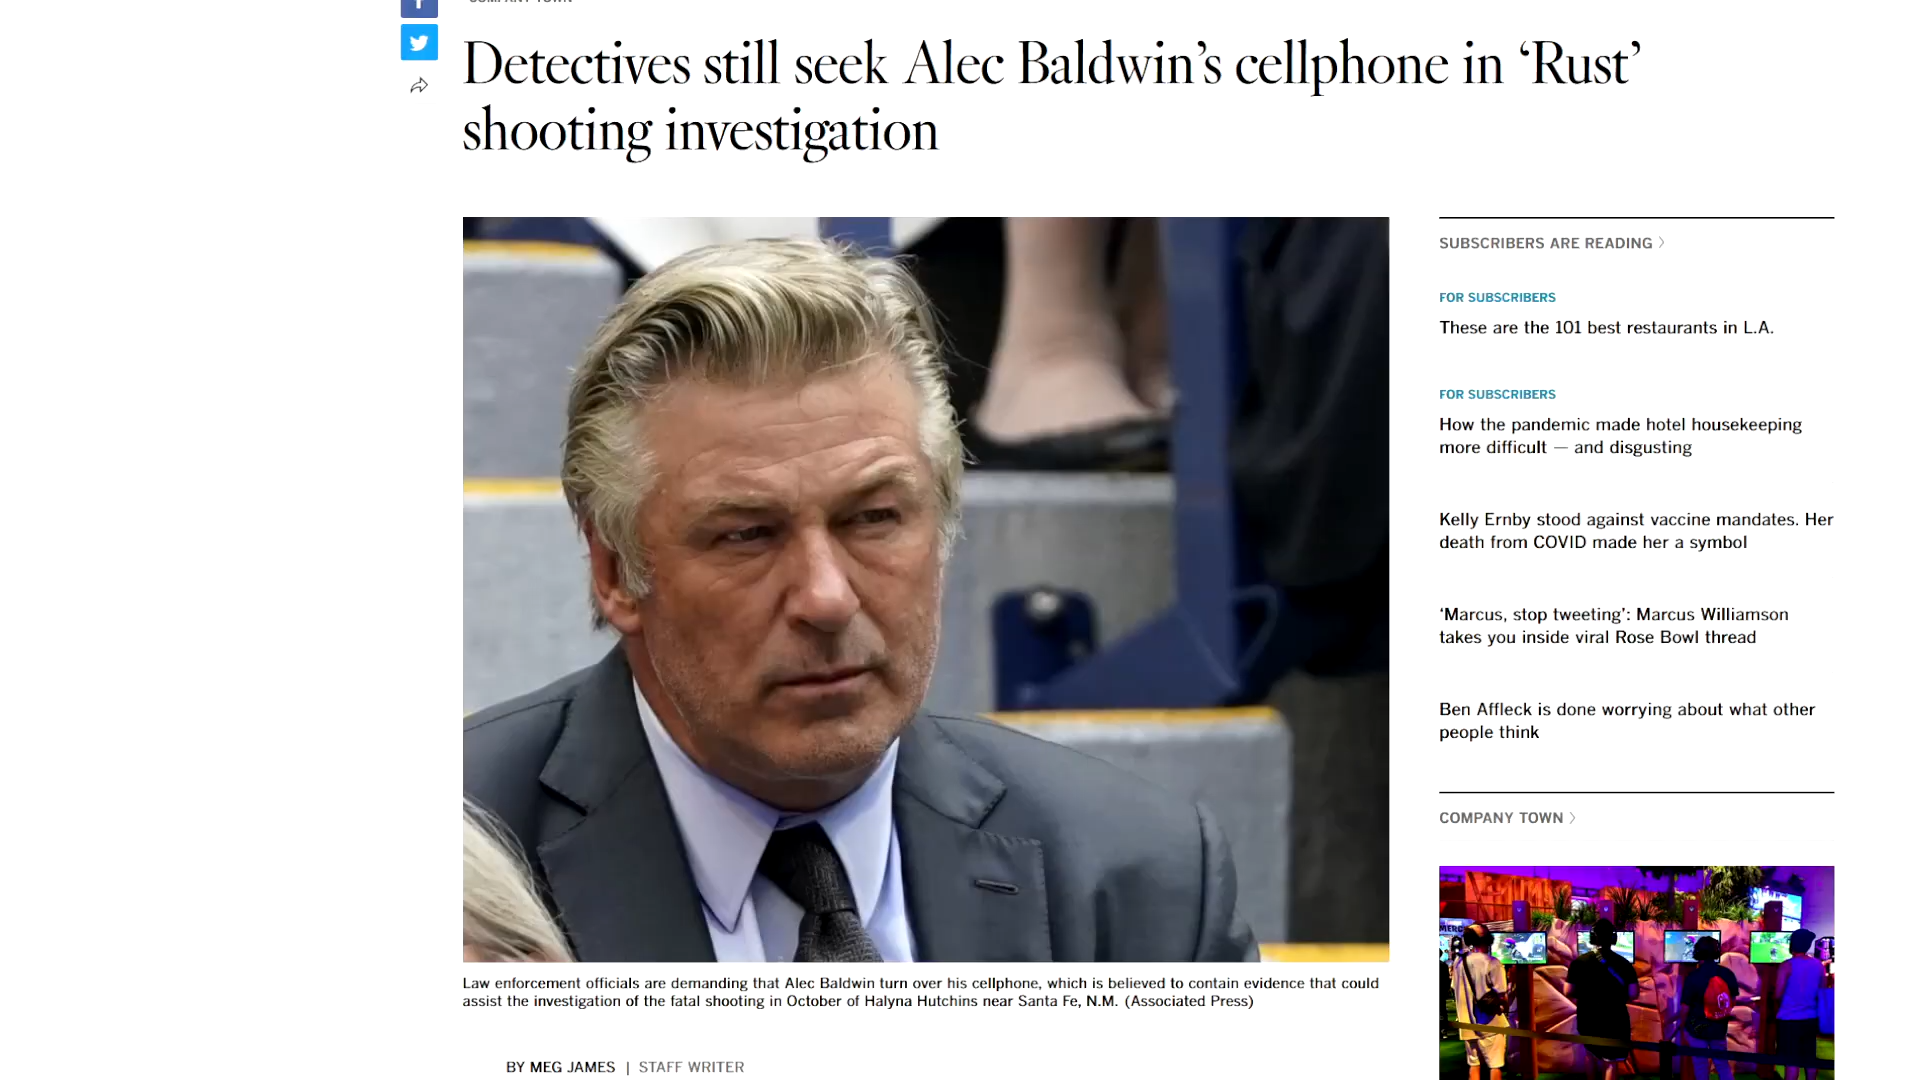 COMPANY TOWN
Detectives still seek Alec Baldwin’s cellphone in ‘Rust’
shooting investigation
SUBSCRIBERS ARE READING
FOR SUBSCRIBERS
These are the 101 best restaurants in L.A.
FOR SUBSCRIBERS
How the pandemic made hotel housekeeping
more difficult — and disgusting
Kelly Ernby stood against vaccine mandates. Her
death from COVID made her a symbol
‘Marcus, stop tweeting’: Marcus Williamson
takes you inside viral Rose Bowl thread
Ben Affleck is done worrying about what other
people think
COMPANY TOWN
Law enforcement officials are demanding that Alec Baldwin turn over his cellphone, which is believed to contain evidence that could
assist the investigation of the fatal shooting in October of Halyna Hutchins near Santa Fe, N.M. (Associated Press)
BY MEG JAMES | STAFF WRITER